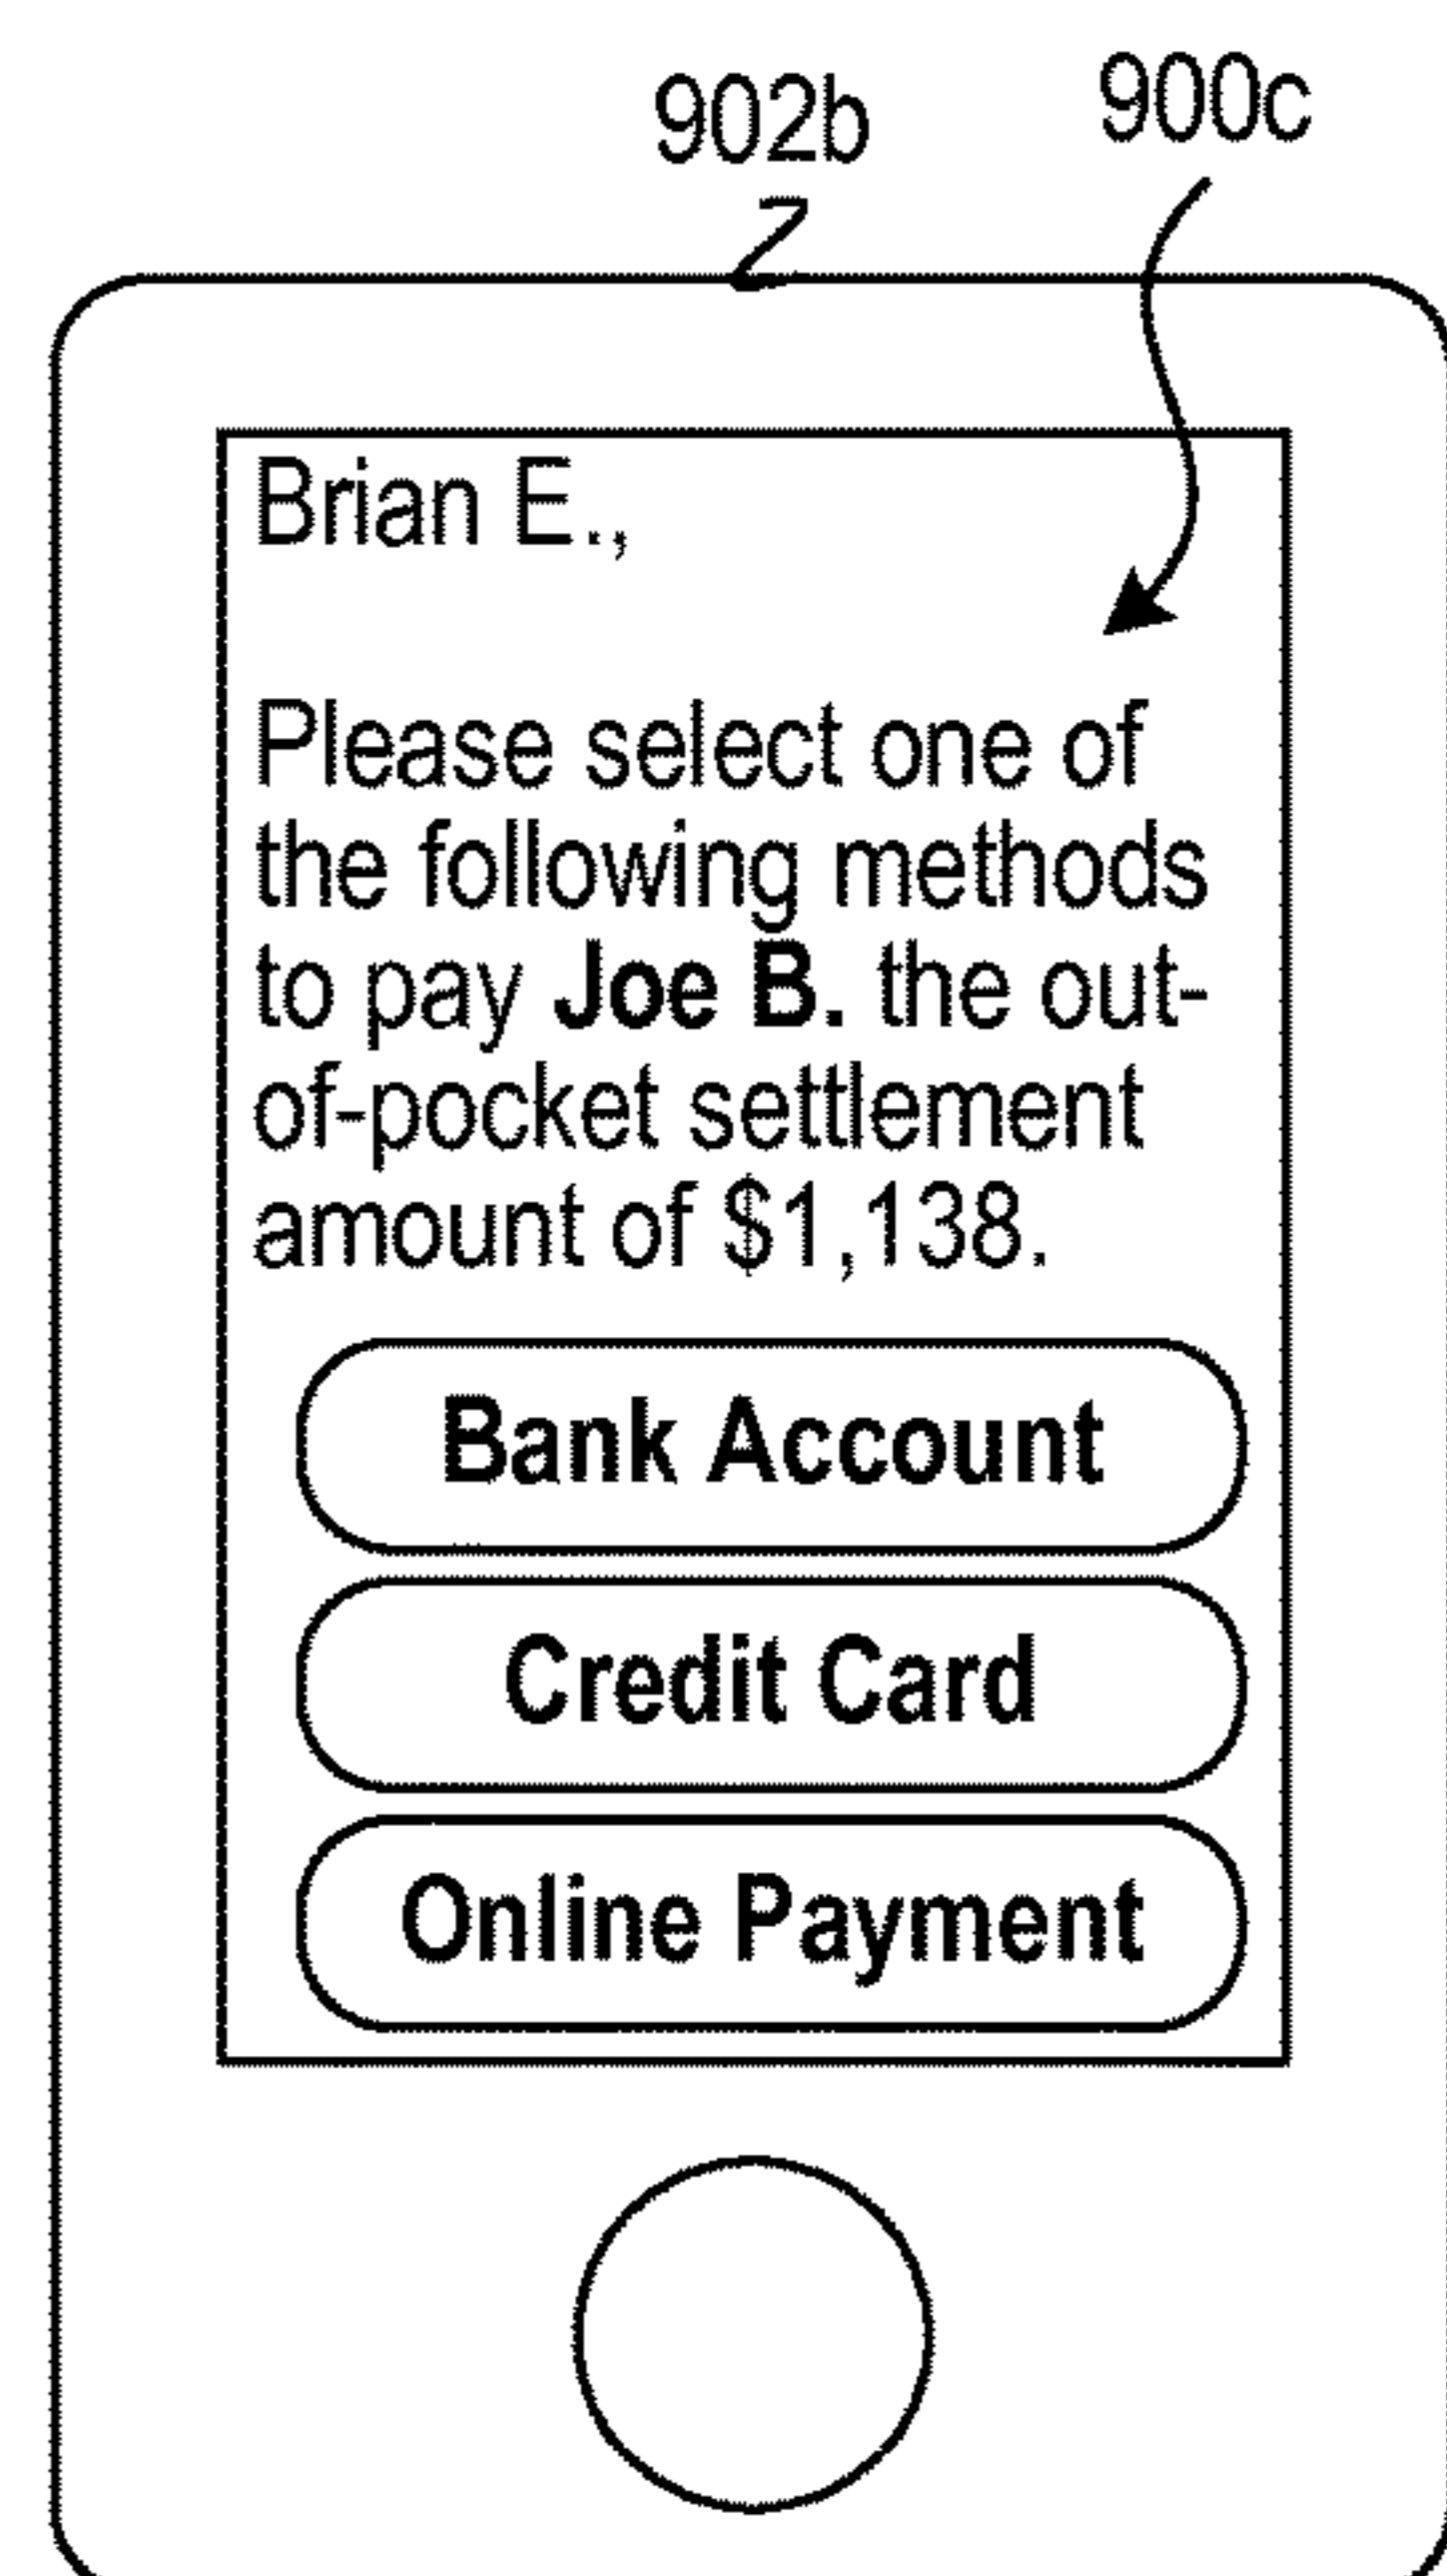 902b
900c
Brian E.,
Please select one of
the following methods
to pay Joe B. the out-
of-pocket settlement
amount of $1,138.
Bank Account
Credit Card
Online Payment